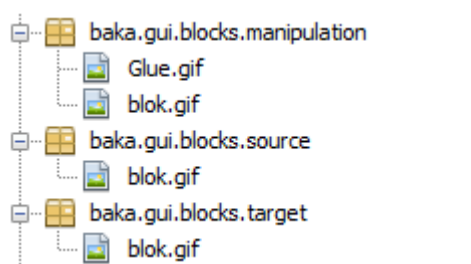 baka.gui.blocks.manipulation
Glue.gif
blok.gif
baka.gui.blocks.source
blok.gif
baka.gui.blocks.target
blok.gif